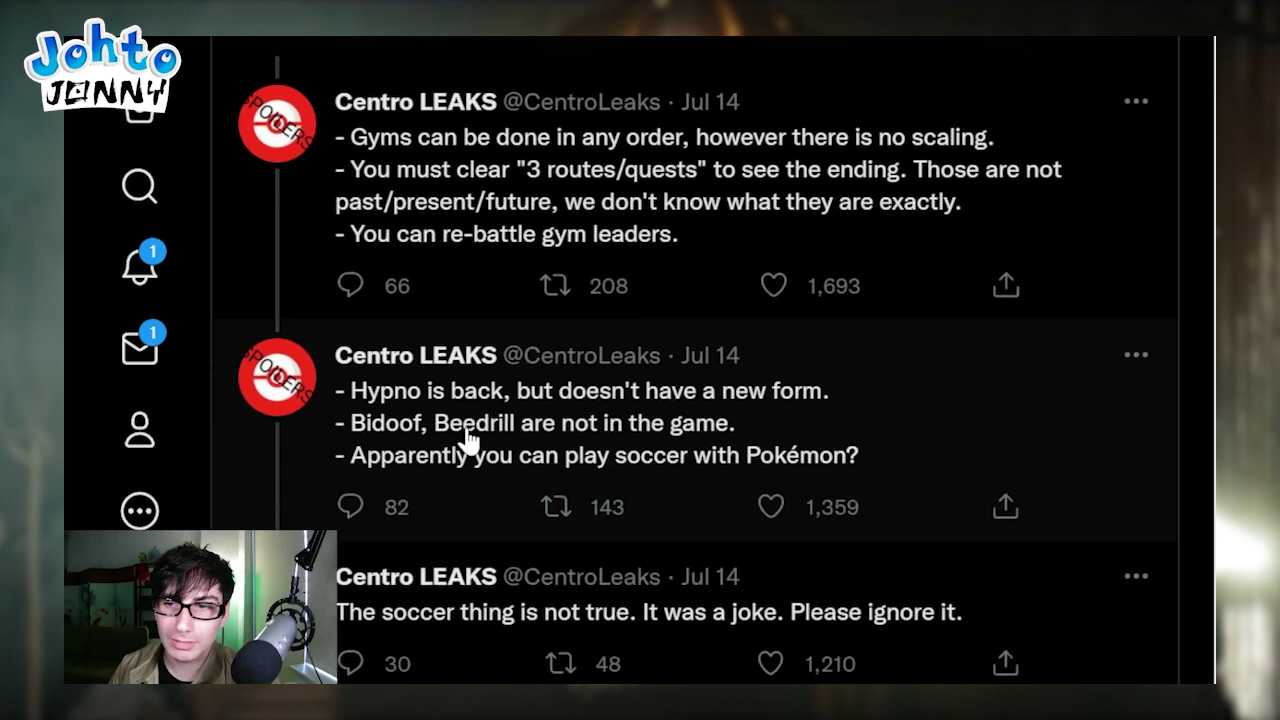 Johto
JONNY
Centro LEAKS @CentroLeaks · Jul 14
- Gyms can be done in any order, however there is no scaling.
- You must clear "3 routes/quests" to see the ending. Those are not
past/present/future, we don't know what they are exactly.
- You can re-battle gym leaders.
66 208 1,693
SPOILERS
1
1
Centro LEAKS @CentroLeaks · Jul 14
- Hypno is back, but doesn't have a new form.
- Bidoof, Beedrill are not in the game.
- Apparently you can play soccer with Pokémon?
82 143 1,359
SPOILERS
Centro LEAKS @CentroLeaks · Jul 14
The soccer thing is not true. It was a joke. Please ignore it.
30 48 1,210